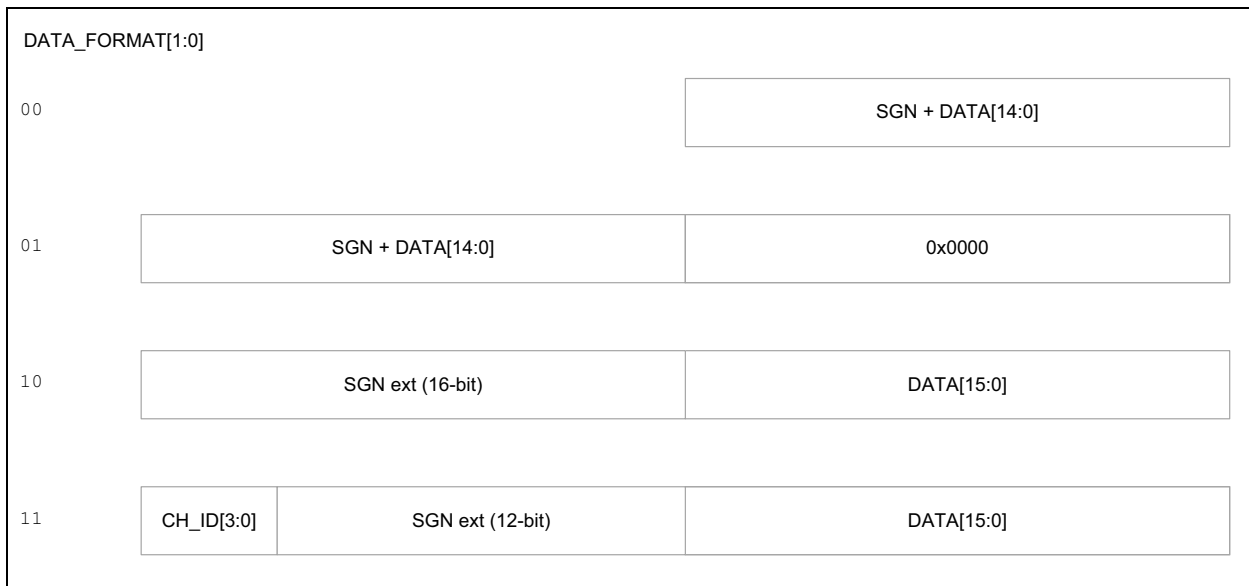 DATA_FORMAT[1:0]
00 SGN + DATA[14:0]
01 SGN + DATA[14:0] 0x0000
10 SGN ext (16-bit) DATA[15:0]
11 CH_ID[3:0] SGN ext (12-bit) DATA[15:0]